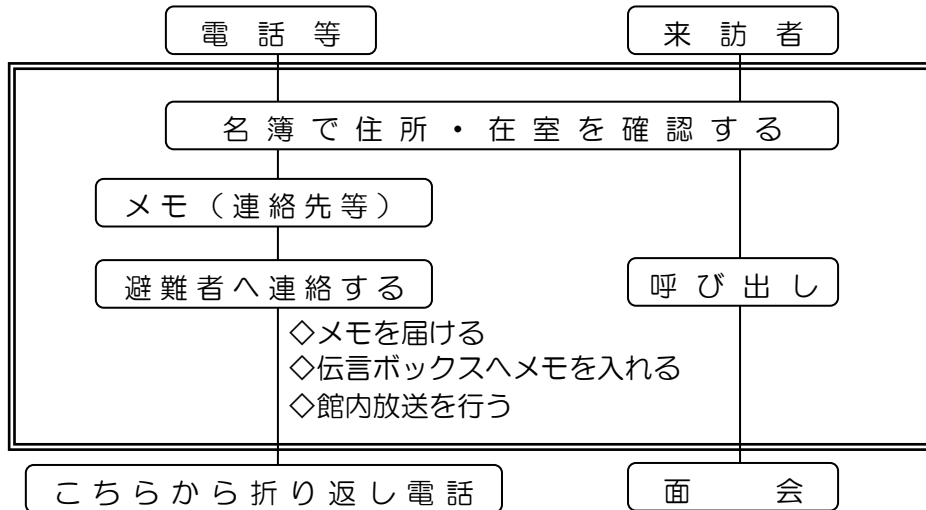 電話等
来訪者
名簿で住所・在室を確認する
メモ（連絡先等）
避難者へ連絡する
呼び出し
◇メモを届ける
◇伝言ボックスへメモを入れる
◇館内放送を行う
こちらから折り返し電話
面会